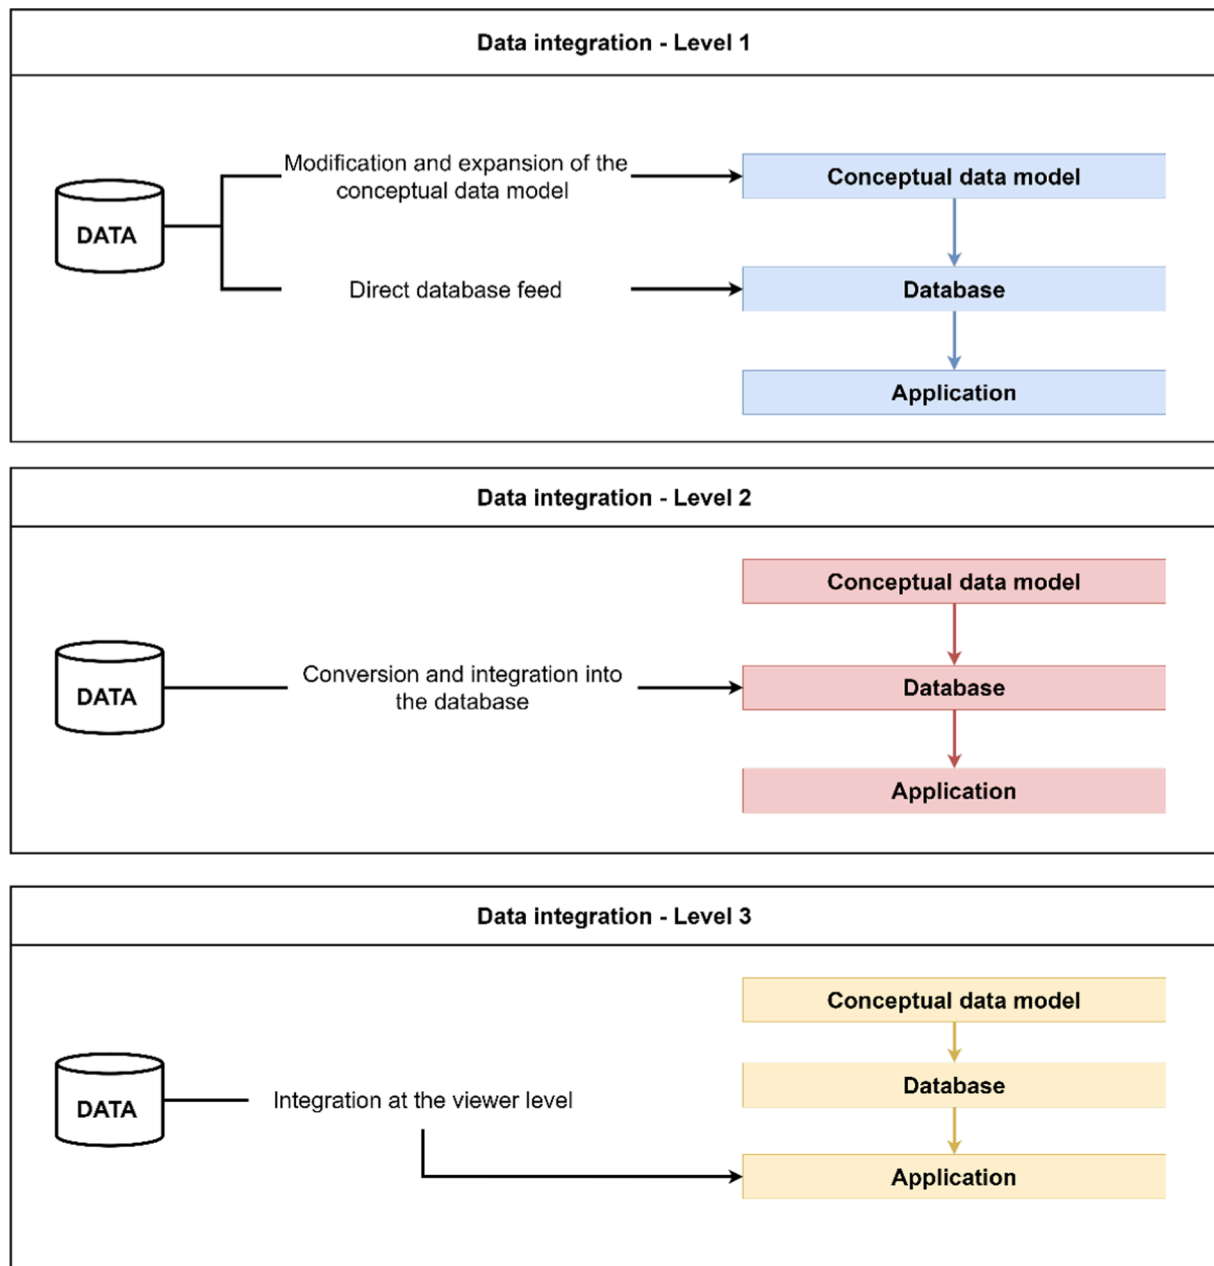 Data integration - Level 1
Modification and expansion of the
conceptual data model
Conceptual data model
DATA
Direct database feed
Database
Application
Data integration - Level 2
Conceptual data model
Conversion and integration into
the database
DATA
Database
Application
Data integration - Level 3
Conceptual data model
DATA
Integration at the viewer level
Database
Application